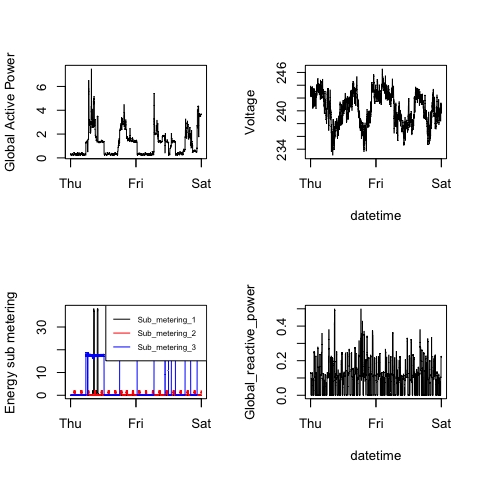 Global Active Power
6
4
2
0
Thu
Fri
Sat
Voltage
246
240
234
Thu
Fri
Sat
datetime
Energy sub metering
30
10
0
Sub_metering_1
Sub_metering_2
Sub_metering_3
Thu
Fri
Sat
Global_reactive_power
0.4
0.2
0.0
Thu
Fri
Sat
datetime